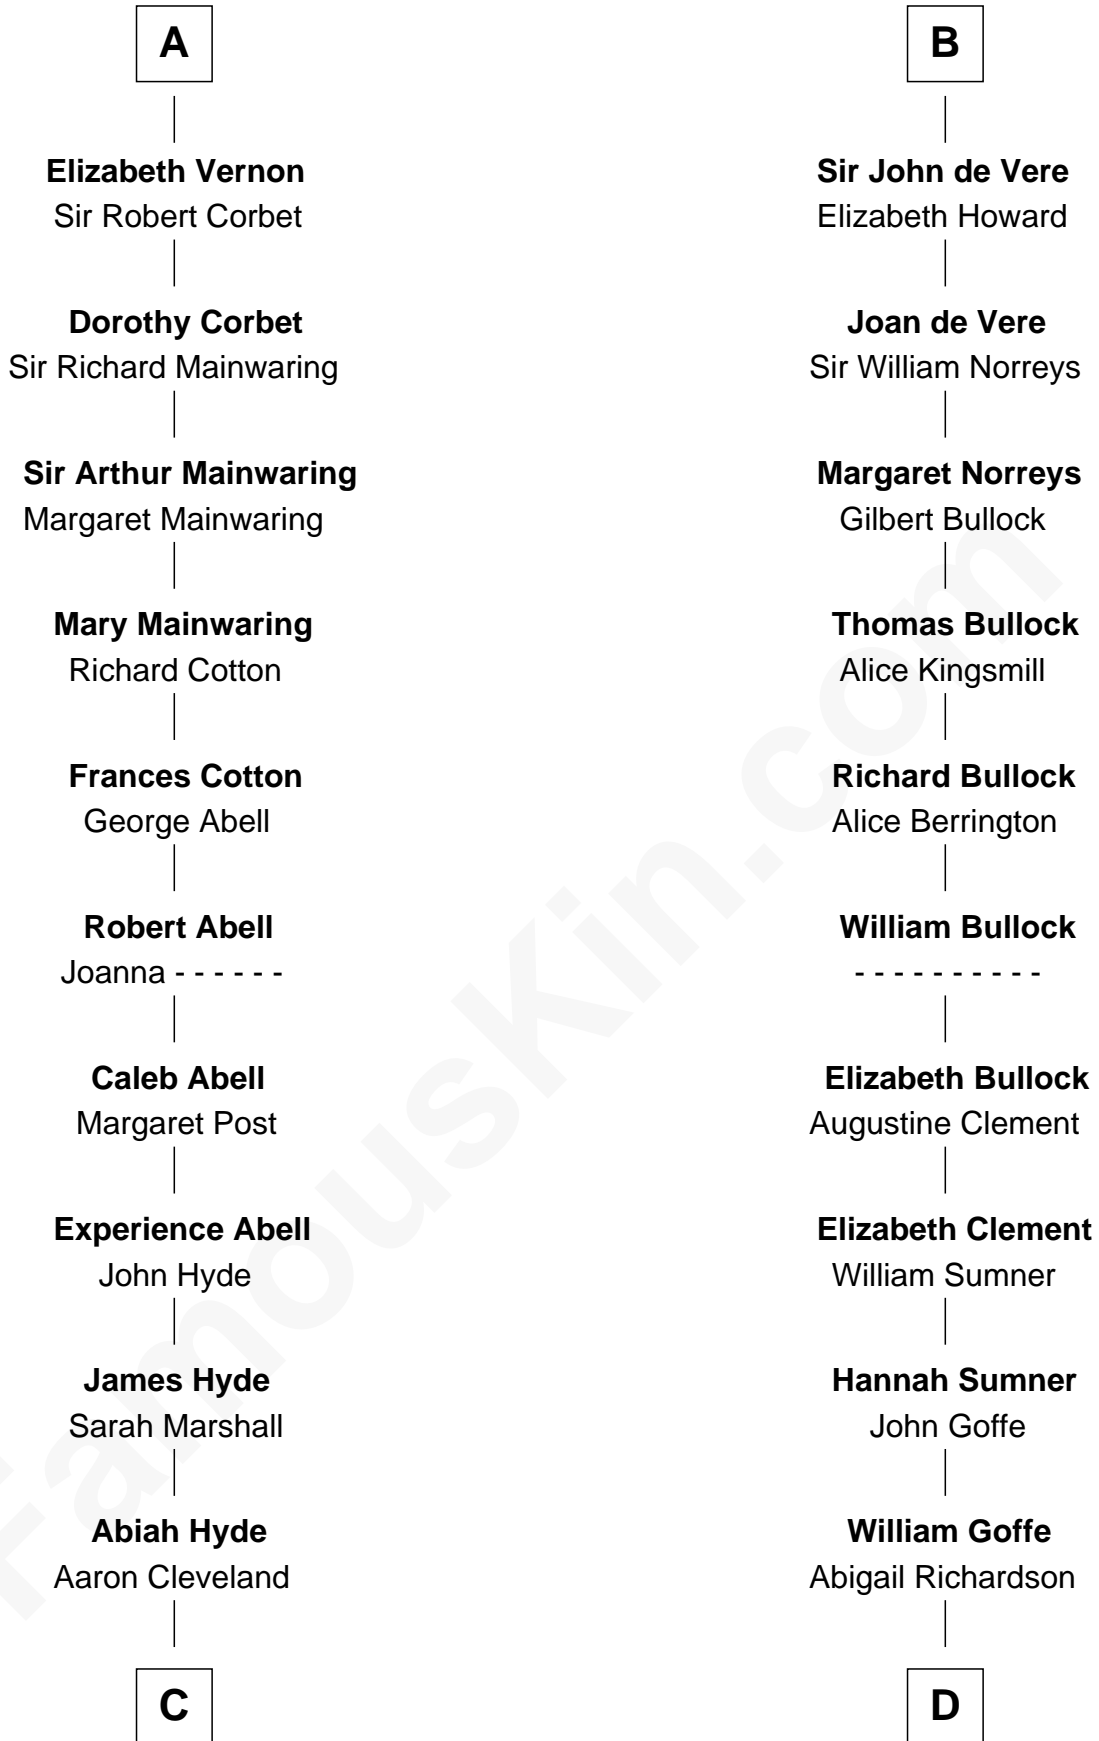 A
Elizabeth Vernon
Sir Robert Corbet
Dorothy Corbet
Sir Richard Mainwaring
Sir Arthur Mainwaring
Margaret Mainwaring
Mary Mainwaring
Richard Cotton
Frances Cotton
George Abell
Robert Abell
Joanna - - - - - -
Caleb Abell
Margaret Post
Experience Abell
John Hyde
James Hyde
Sarah Marshall
Abiah Hyde
Aaron Cleveland
C
B
Sir John de Vere
Elizabeth Howard
Joan de Vere
Sir William Norreys
Margaret Norreys
Gilbert Bullock
Thomas Bullock
Alice Kingsmill
Richard Bullock
Alice Berrington
William Bullock
- - - - - - - - - -
Elizabeth Bullock
Augustine Clement
Elizabeth Clement
William Sumner
Hannah Sumner
John Goffe
William Goffe
Abigail Richardson
D
FamousKin.com